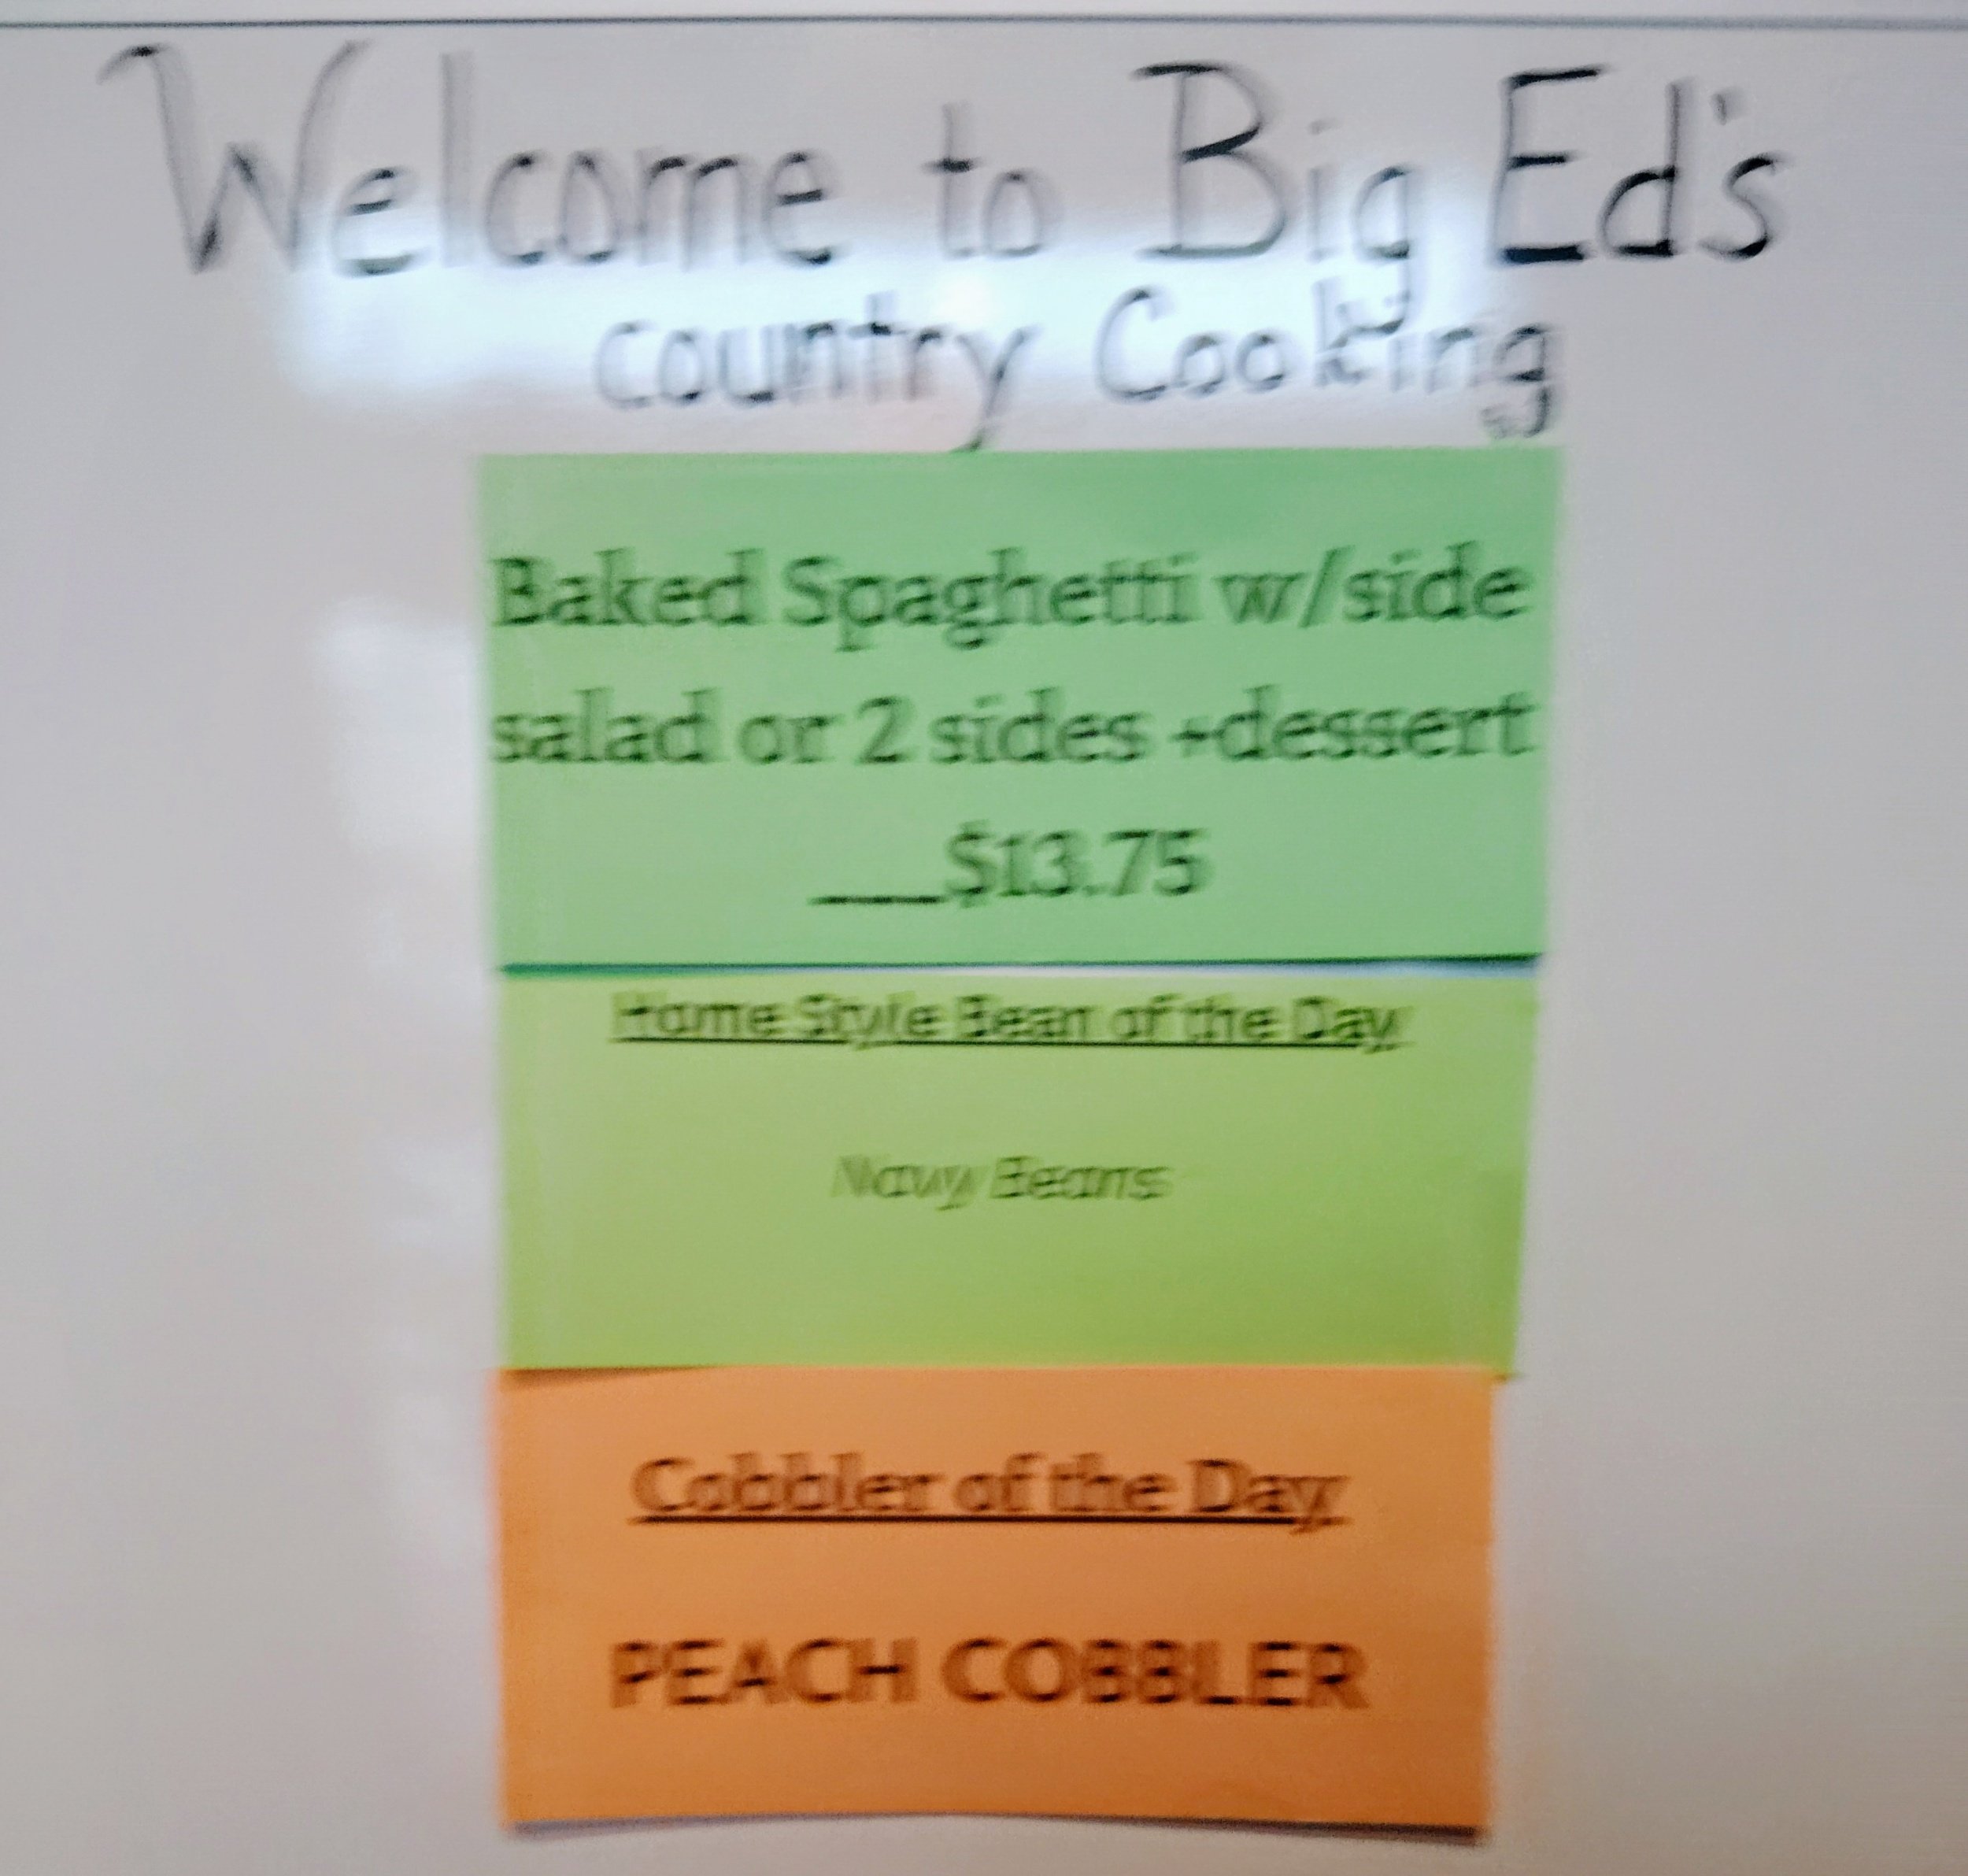 Welcome to Big Ed's
Country Cooking
Baked Spaghetti w/side
salad or 2 sides +dessert
___$13.75
Home Style Bean of the Day
Navy Beans
Cobbler of the Day
PEACH COBBLER